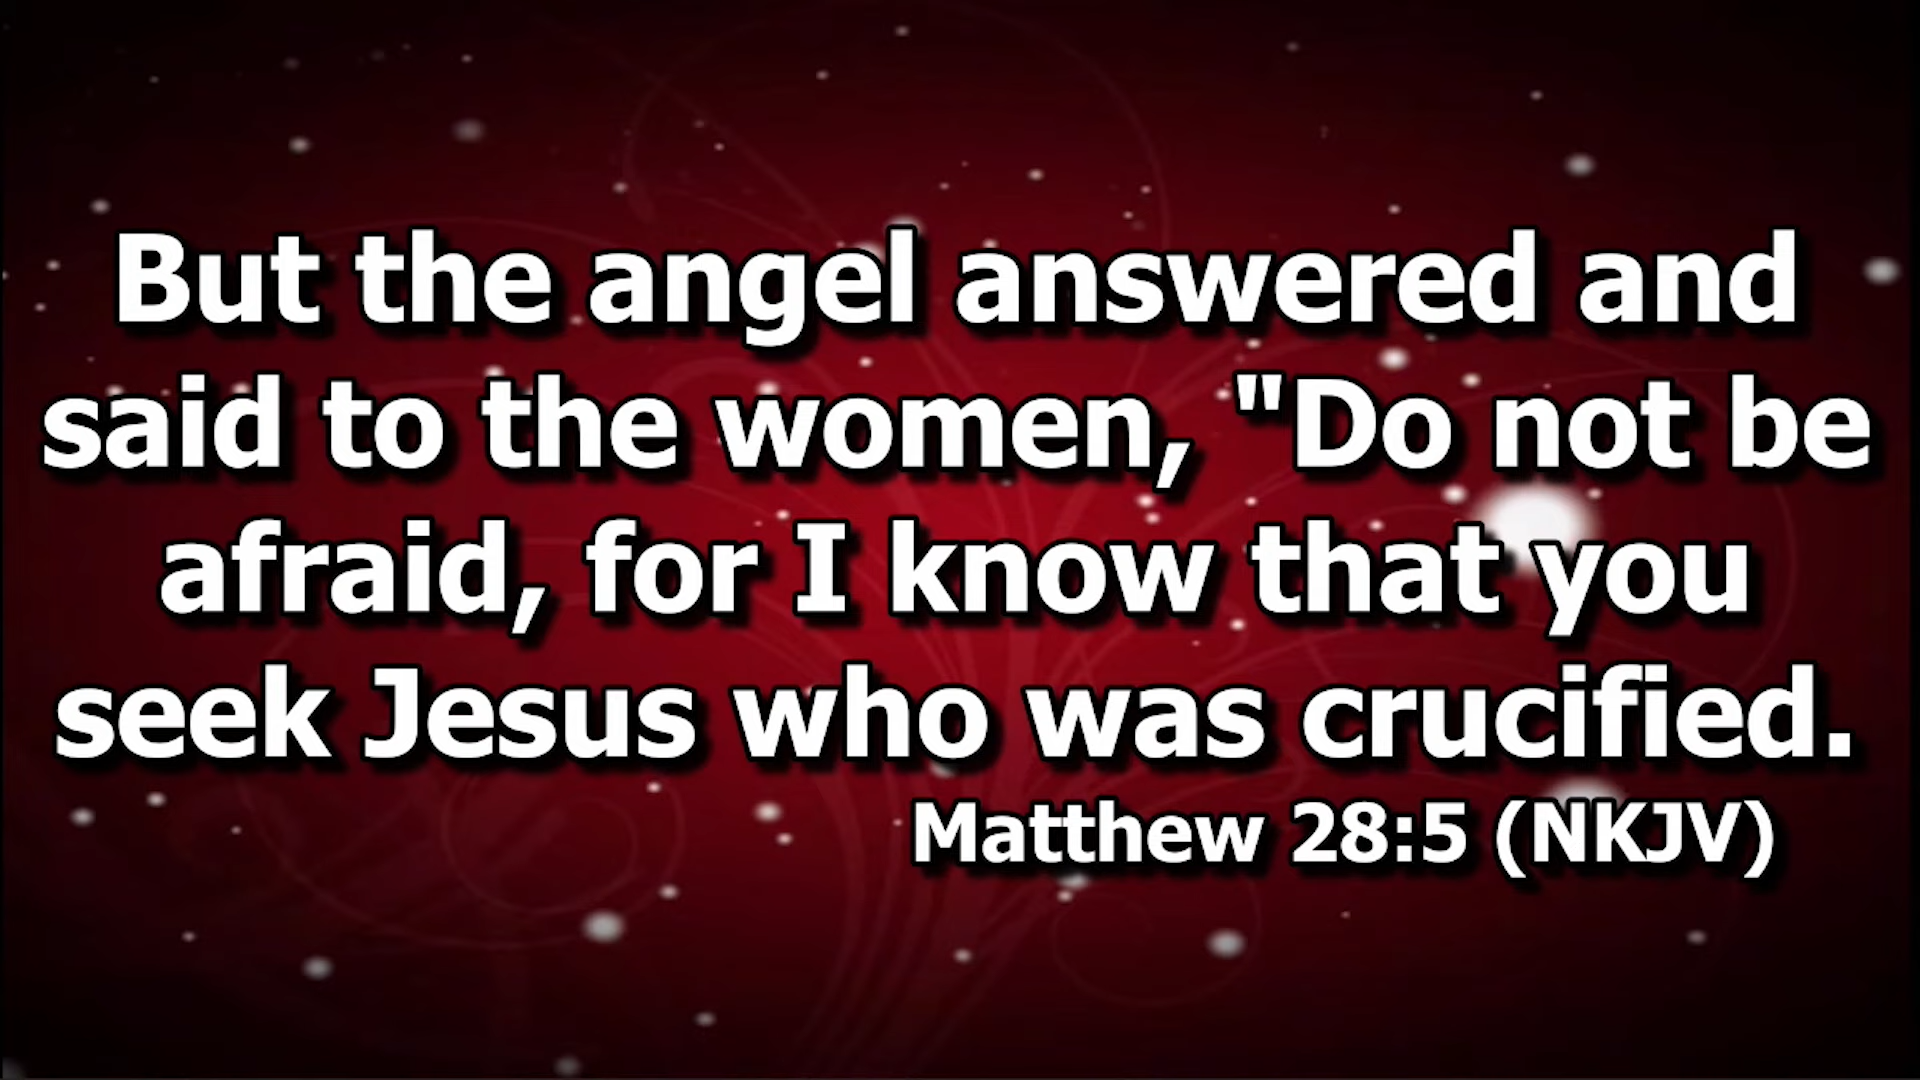 But the angel answered and
said to the women, "Do not be
afraid, for I know that you
seek Jesus who was crucified.
Matthew 28:5 (NKJV)